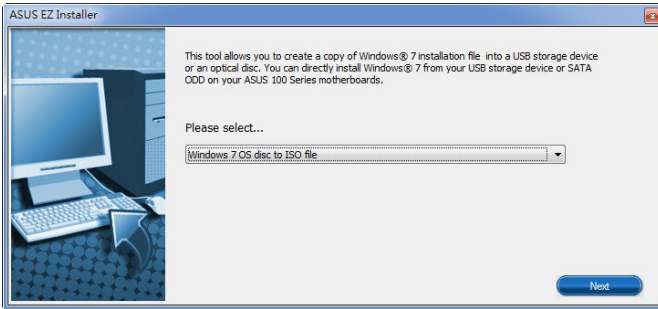 ASUS EZ Installer
This tool allows you to create a copy of Windows® 7 installation file into a USB storage device
or an optical disc. You can directly install Windows® 7 from your USB storage device or SATA
ODD on your ASUS 100 Series motherboards.
Please select...
Windows 7 OS disc to ISO file
Next